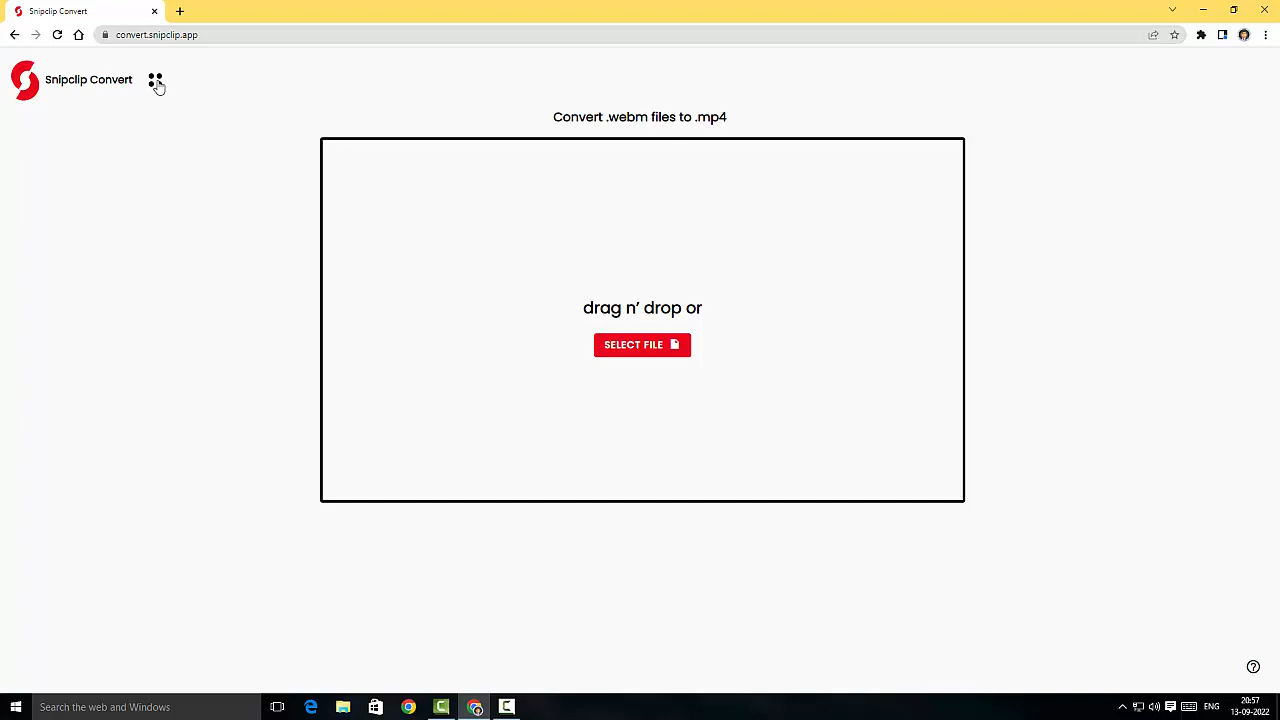 Snipclip Convert
convert.snipclip.app
Snipclip Convert
Convert .webm files to .mp4
drag n’ drop or
SELECT FILE
Search the web and Windows
ENG
20:57
13-09-2022